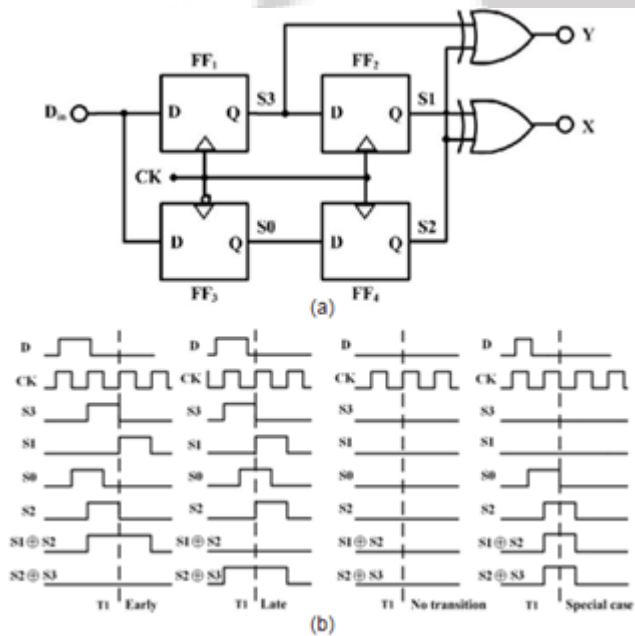 Y
FF₁ FF₂
S3 S1
D_in D Q D Q
X
CK
S0 S2
D Q D Q
FF₃ FF₄
(a)
D D D D
CK CK CK CK
S3 S3 S3 S3
S1 S1 S1 S1
S0 S0 S0 S0
S2 S2 S2 S2
S1⊕S2 S1⊕S2 S1⊕S2 S1⊕S2
S2⊕S3 S2⊕S3 S2⊕S3 S2⊕S3
T1 Early T1 Late T1 No transition T1 Special case
(b)